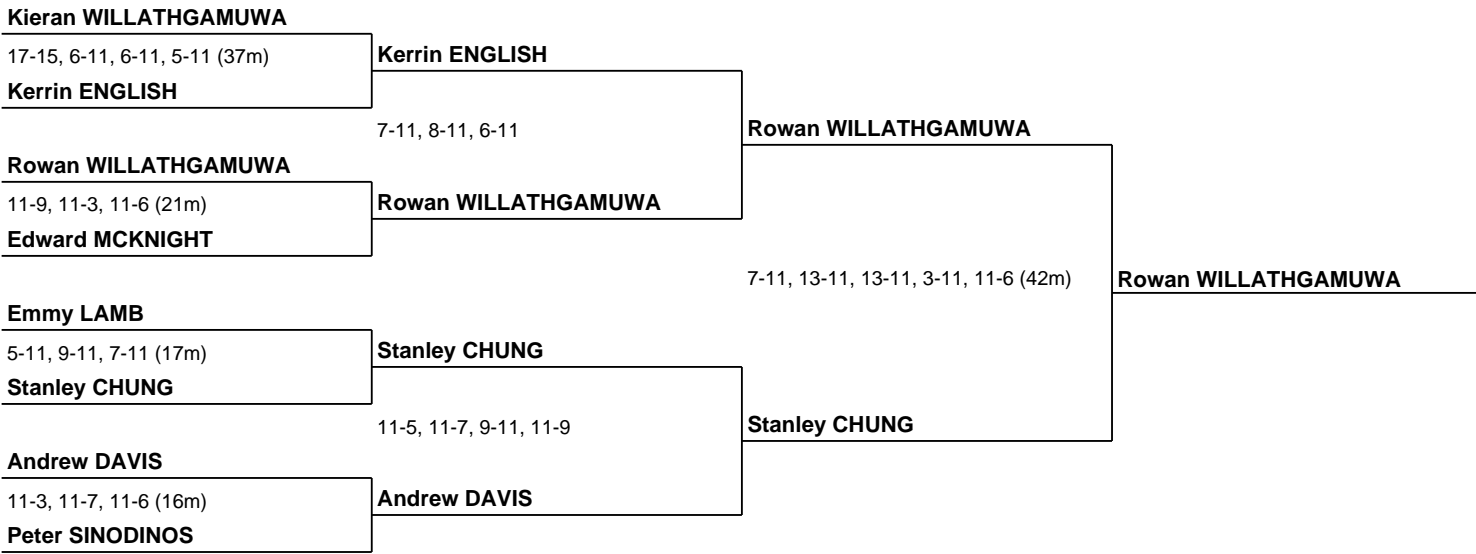 Kieran WILLATHGAMUWA
17-15, 6-11, 6-11, 5-11 (37m)
Kerrin ENGLISH
Kerrin ENGLISH
7-11, 8-11, 6-11
Rowan WILLATHGAMUWA
Rowan WILLATHGAMUWA
11-9, 11-3, 11-6 (21m)
Rowan WILLATHGAMUWA
Edward MCKNIGHT
7-11, 13-11, 13-11, 3-11, 11-6 (42m)
Rowan WILLATHGAMUWA
Emmy LAMB
5-11, 9-11, 7-11 (17m)
Stanley CHUNG
Stanley CHUNG
11-5, 11-7, 9-11, 11-9
Stanley CHUNG
Andrew DAVIS
11-3, 11-7, 11-6 (16m)
Andrew DAVIS
Peter SINODINOS